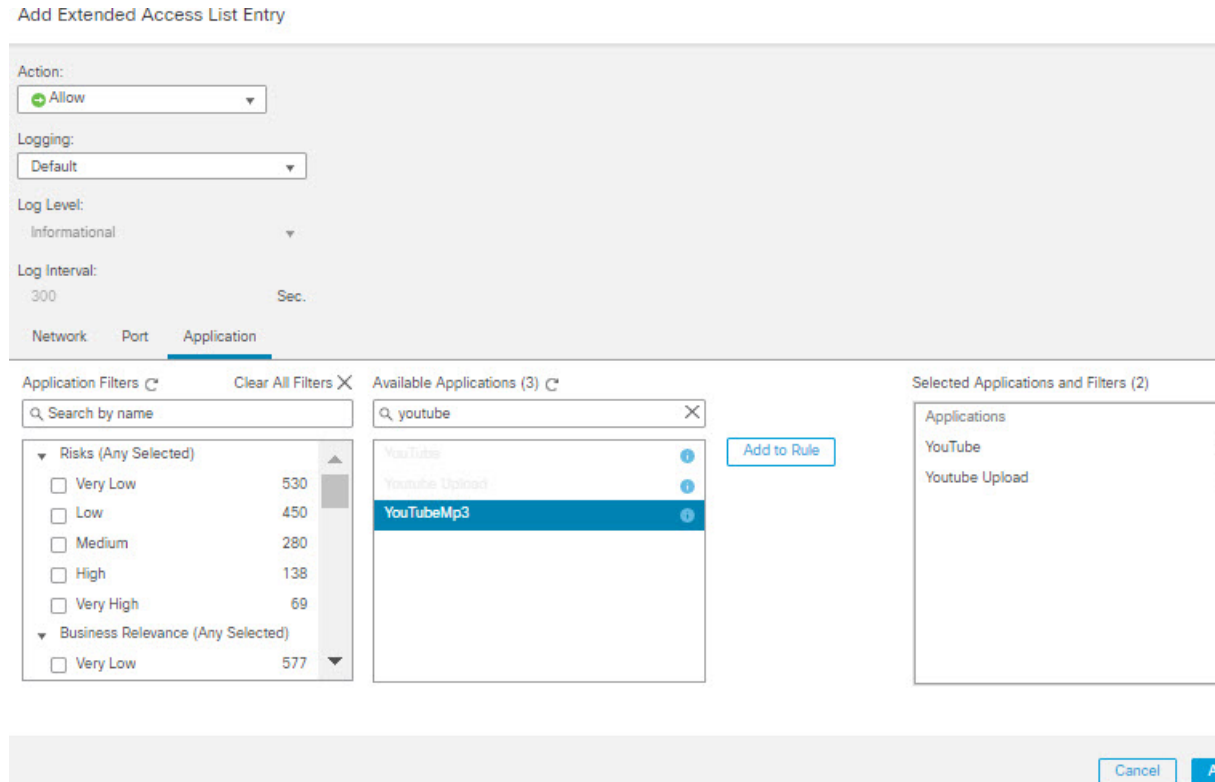 Add Extended Access List Entry
Action:
Allow
Logging:
Default
Log Level:
Informational
Log Interval:
300 Sec.
Network Port Application
Application Filters Clear All Filters Available Applications (3) Selected Applications and Filters (2)
Search by name youtube Applications
Risks (Any Selected) YouTube Add to Rule YouTube
Very Low 530 Youtube Upload Youtube Upload
Low 450 YouTubeMp3
Medium 280
High 138
Very High 69
Business Relevance (Any Selected)
Very Low 577
Cancel